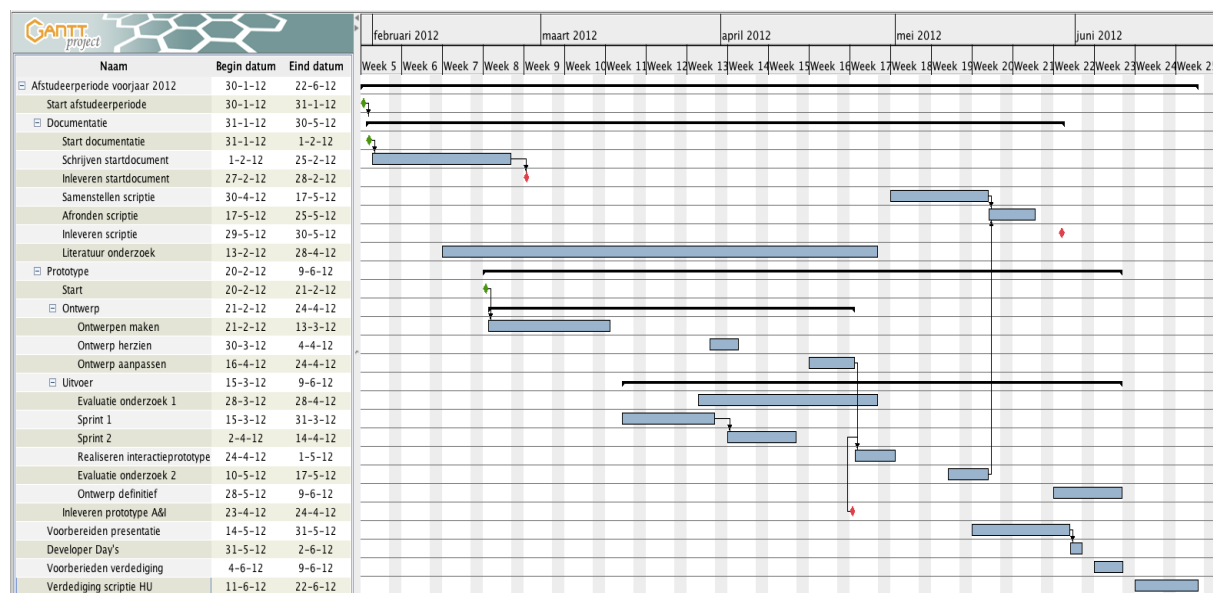 GANTT
project
februari 2012 maart 2012 april 2012 mei 2012 juni 2012
Naam Begin datum Eind datum Week 5 Week 6 Week 7 Week 8 Week 9 Week 10 Week 11 Week 12 Week 13 Week 14 Week 15 Week 16 Week 17 Week 18 Week 19 Week 20 Week 21 Week 22 Week 23 Week 24 Week
Afstudeerperiode voorjaar 2012 30-1-12 22-6-12
Start afstudeerperiode 30-1-12 31-1-12
Documentatie 31-1-12 30-5-12
Start documentatie 31-1-12 1-2-12
Schrijven startdocument 1-2-12 25-2-12
Inleveren startdocument 27-2-12 28-2-12
Samenstellen scriptie 30-4-12 17-5-12
Afronden scriptie 17-5-12 25-5-12
Inleveren scriptie 29-5-12 30-5-12
Literatuur onderzoek 13-2-12 28-4-12
Prototype 20-2-12 9-6-12
Start 20-2-12 21-2-12
Ontwerp 21-2-12 24-4-12
Ontwerpen maken 21-2-12 13-3-12
Ontwerp herzien 30-3-12 4-4-12
Ontwerp aanpassen 16-4-12 24-4-12
Uitvoer 15-3-12 9-6-12
Evaluatie onderzoek 1 28-3-12 28-4-12
Sprint 1 15-3-12 31-3-12
Sprint 2 2-4-12 14-4-12
Realiseren interactieprototype 24-4-12 1-5-12
Evaluatie onderzoek 2 10-5-12 17-5-12
Ontwerp definitief 28-5-12 9-6-12
Inleveren prototype A&I 23-4-12 24-4-12
Voorbereiden presentatie 14-5-12 31-5-12
Developer Day's 31-5-12 2-6-12
Voorberieden verdediging 4-6-12 9-6-12
Verdediging scriptie HU 11-6-12 22-6-12